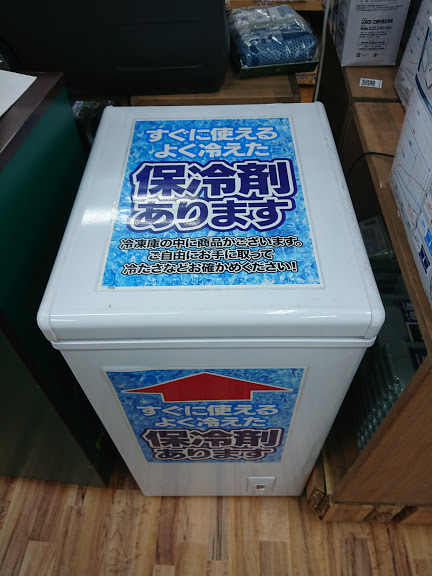 すぐに使える
よく冷えた
保冷剤
あります
冷凍庫の中に商品がございます。
ご自由にお手に取って
冷たさなどお確かめください!
すぐに使える
よく冷えた
保冷剤
あります
LOGOS CORPORATION